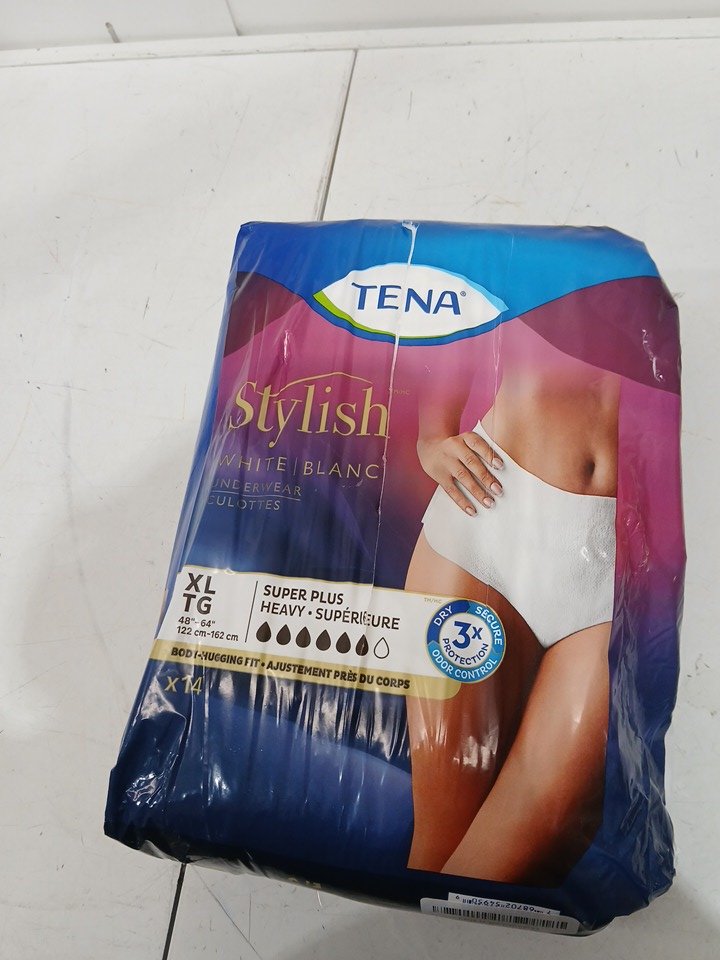 TENA®
Stylish
WHITE | BLANC
UNDERWEAR
CULOTTES
XL
TG
48"-64"
122 cm-162 cm
SUPER PLUS
HEAVY • SUPÉRIEURE
DRY SECURE
3X
PROTECTION
ODOR CONTROL
BODY-HUGGING FIT • AJUSTEMENT PRÈS DU CORPS
X14